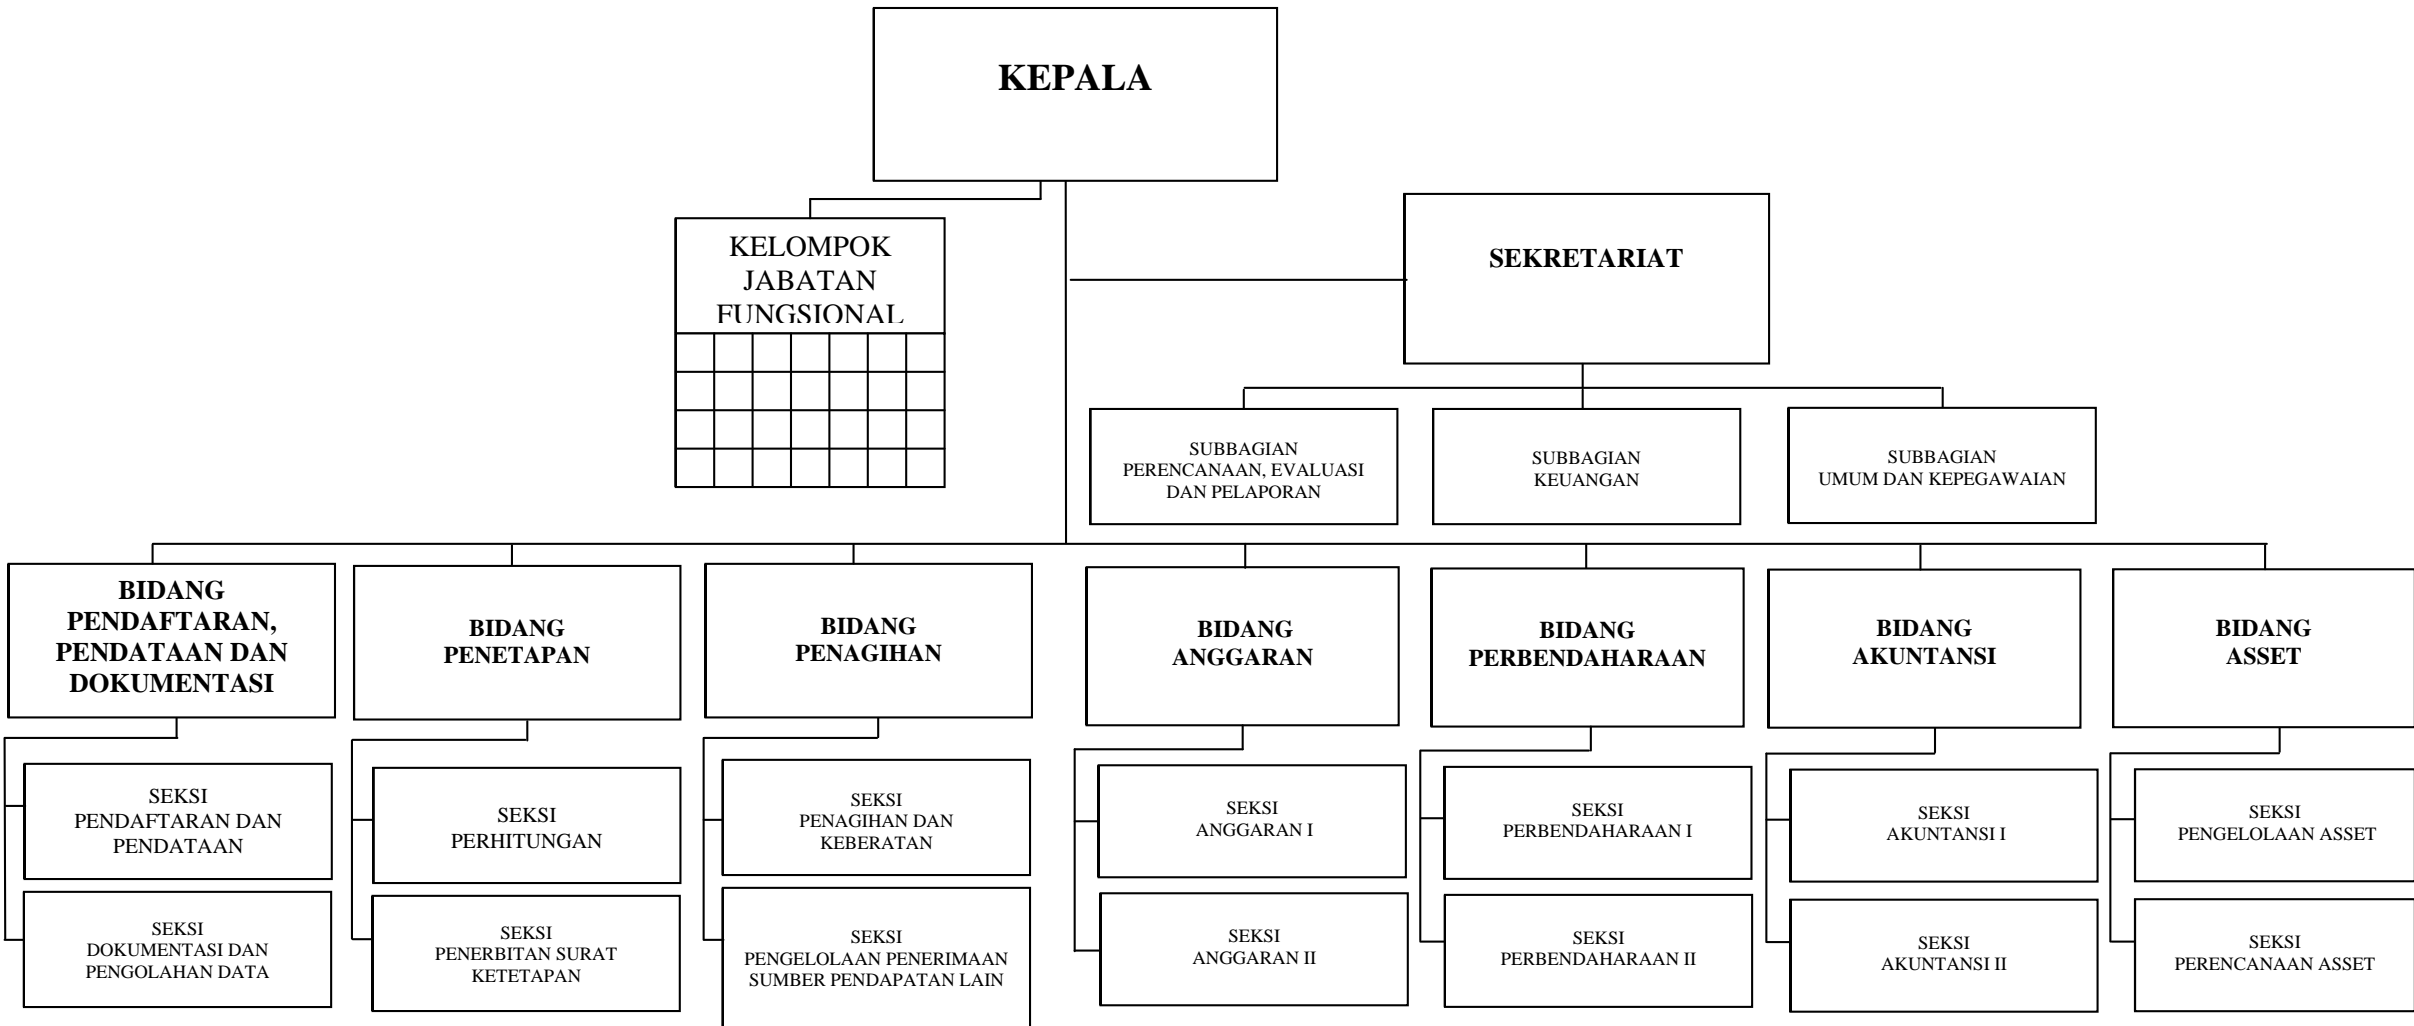 KEPALA
KELOMPOK
JABATAN
FUNGSIONAL
SEKRETARIAT
SUBBAGIAN
PERENCANAAN, EVALUASI
DAN PELAPORAN
SUBBAGIAN
KEUANGAN
SUBBAGIAN
UMUM DAN KEPEGAWAIAN
BIDANG
PENDAFTARAN,
PENDATAAN DAN
DOKUMENTASI
BIDANG
PENETAPAN
BIDANG
PENAGIHAN
BIDANG
ANGGARAN
BIDANG
PERBENDAHARAAN
BIDANG
AKUNTANSI
BIDANG
ASSET
SEKSI
PENDAFTARAN DAN
PENDATAAN
SEKSI
PERHITUNGAN
SEKSI
PENAGIHAN DAN
KEBERATAN
SEKSI
ANGGARAN I
SEKSI
PERBENDAHARAAN I
SEKSI
AKUNTANSI I
SEKSI
PENGELOLAAN ASSET
SEKSI
DOKUMENTASI DAN
PENGOLAHAN DATA
SEKSI
PENERBITAN SURAT
KETETAPAN
SEKSI
PENGELOLAAN PENERIMAAN
SUMBER PENDAPATAN LAIN
SEKSI
ANGGARAN II
SEKSI
PERBENDAHARAAN II
SEKSI
AKUNTANSI II
SEKSI
PERENCANAAN ASSET